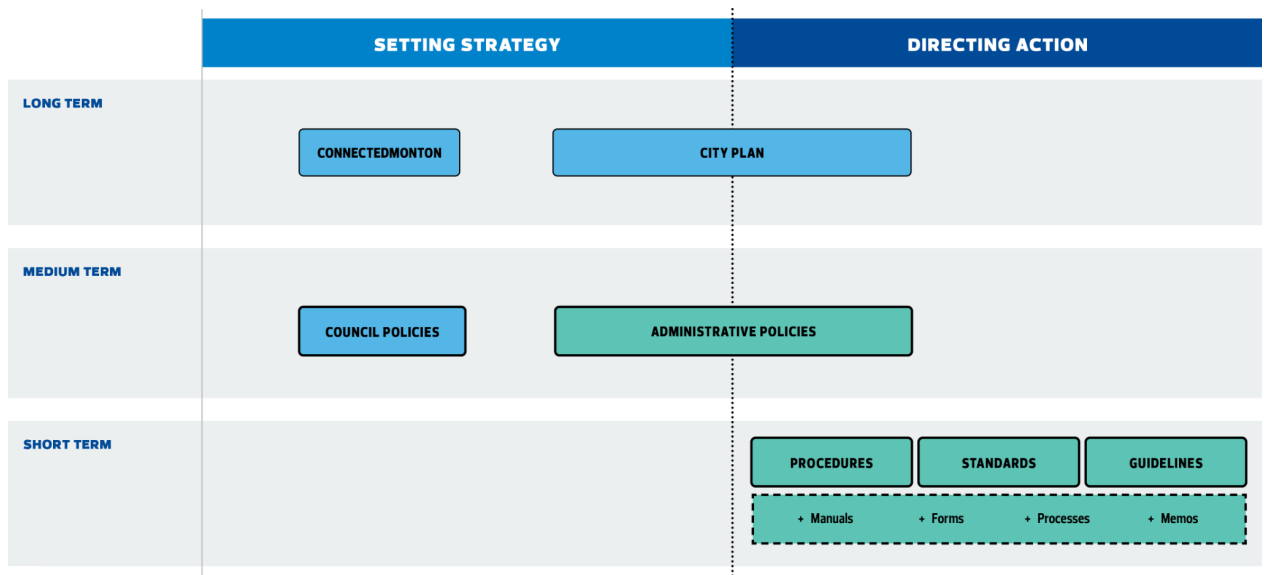 SETTING STRATEGY
DIRECTING ACTION
LONG TERM
CONNECTEDMONTON
CITY PLAN
MEDIUM TERM
COUNCIL POLICIES
ADMINISTRATIVE POLICIES
SHORT TERM
PROCEDURES
STANDARDS
GUIDELINES
+ Manuals
+ Forms
+ Processes
+ Memos